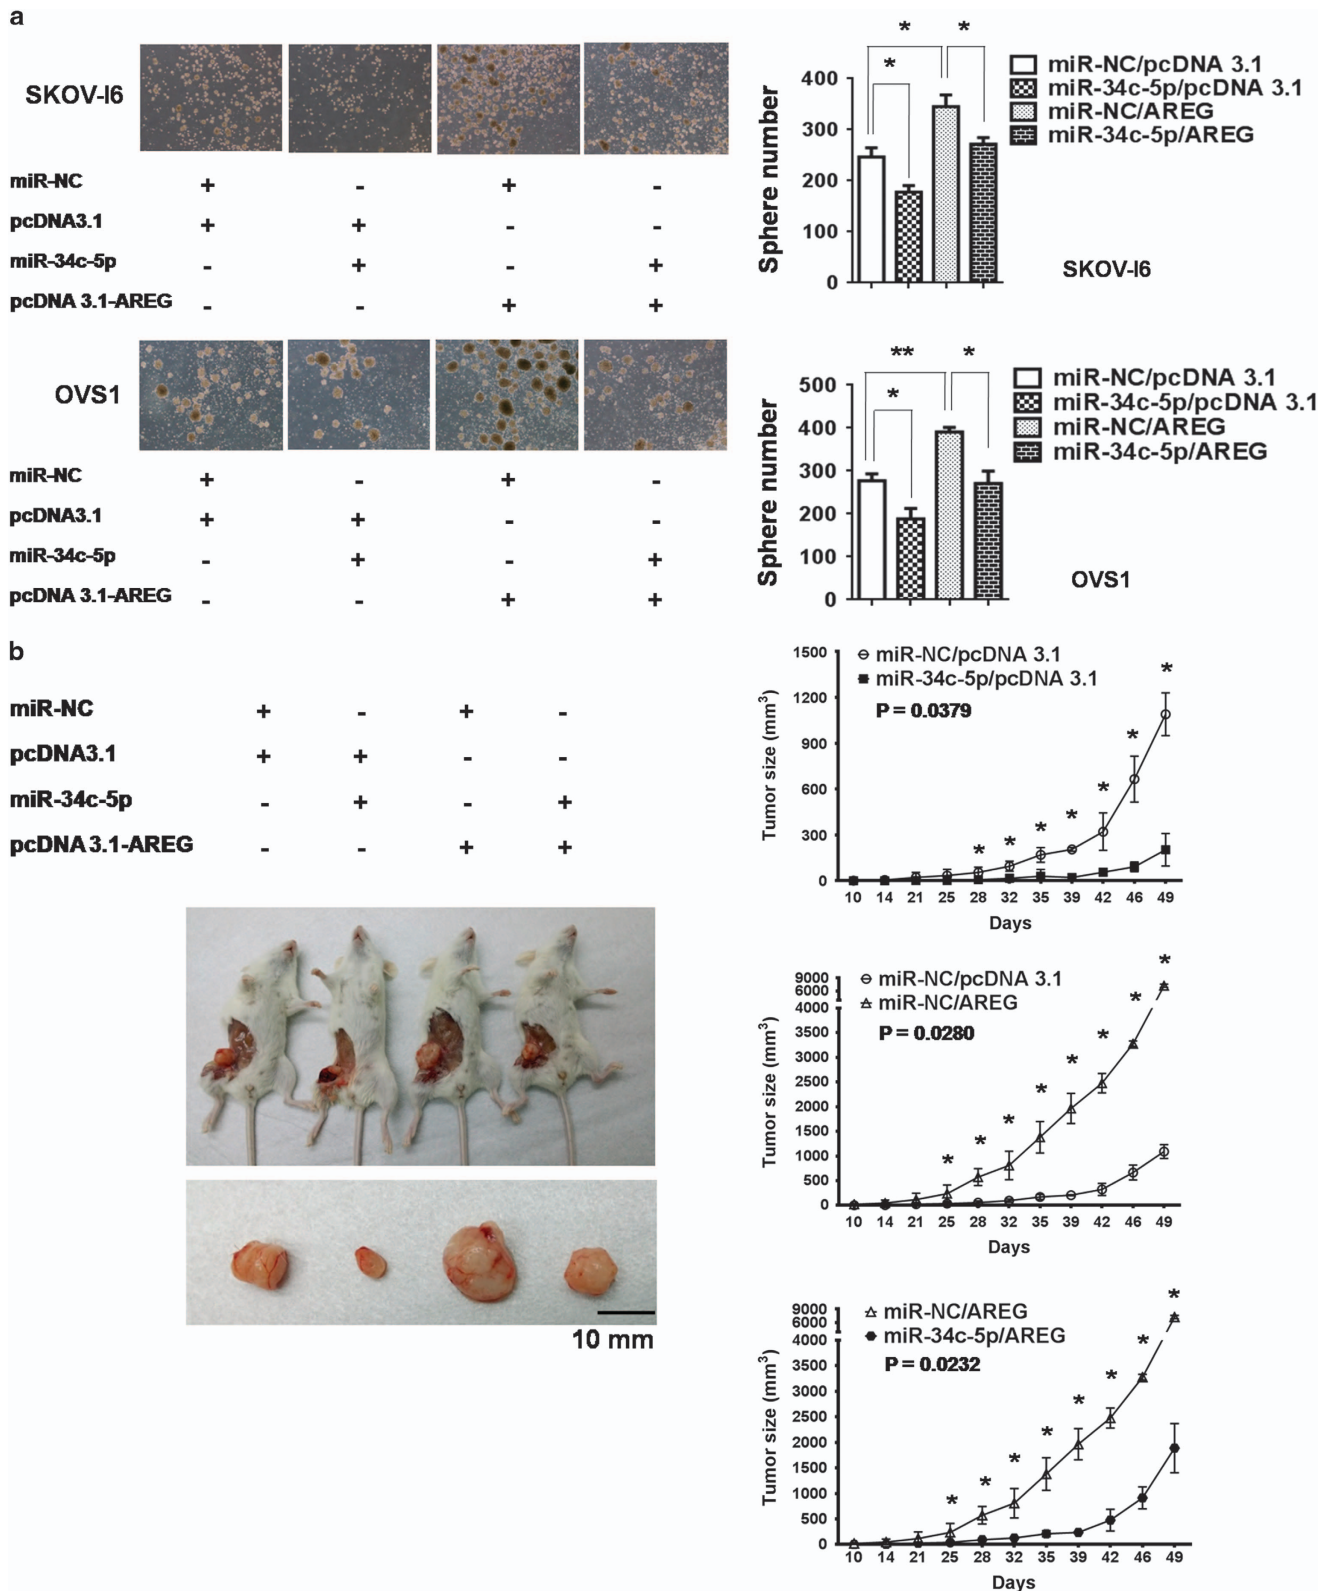 a
SKOV-I6
miR-NC + - + -
pcDNA3.1 + + - -
miR-34c-5p - + - +
pcDNA 3.1-AREG - - + +
* *
*
400
300
200
100
0
Sphere number
miR-NC/pcDNA 3.1
miR-34c-5p/pcDNA 3.1
miR-NC/AREG
miR-34c-5p/AREG
SKOV-I6
OVS1
miR-NC + - + -
pcDNA3.1 + + - -
miR-34c-5p - + - +
pcDNA 3.1-AREG - - + +
** *
*
500
400
300
200
100
0
Sphere number
miR-NC/pcDNA 3.1
miR-34c-5p/pcDNA 3.1
miR-NC/AREG
miR-34c-5p/AREG
OVS1
b
miR-NC + - + -
pcDNA3.1 + + - -
miR-34c-5p - + - +
pcDNA 3.1-AREG - - + +
10 mm
miR-NC/pcDNA 3.1
miR-34c-5p/pcDNA 3.1
P = 0.0379
* * * * * * *
1500
1200
900
600
300
0
Tumor size (mm3)
10 14 21 25 28 32 35 39 42 46 49
Days
miR-NC/pcDNA 3.1
miR-NC/AREG
P = 0.0280
* * * * * * * *
9000
6000
4000
3500
3000
2500
2000
1500
1000
500
0
Tumor size (mm3)
10 14 21 25 28 32 35 39 42 46 49
Days
miR-NC/AREG
miR-34c-5p/AREG
P = 0.0232
* * * * * * * *
9000
6000
4000
3500
3000
2500
2000
1500
1000
500
0
Tumor size (mm3)
10 14 21 25 28 32 35 39 42 46 49
Days